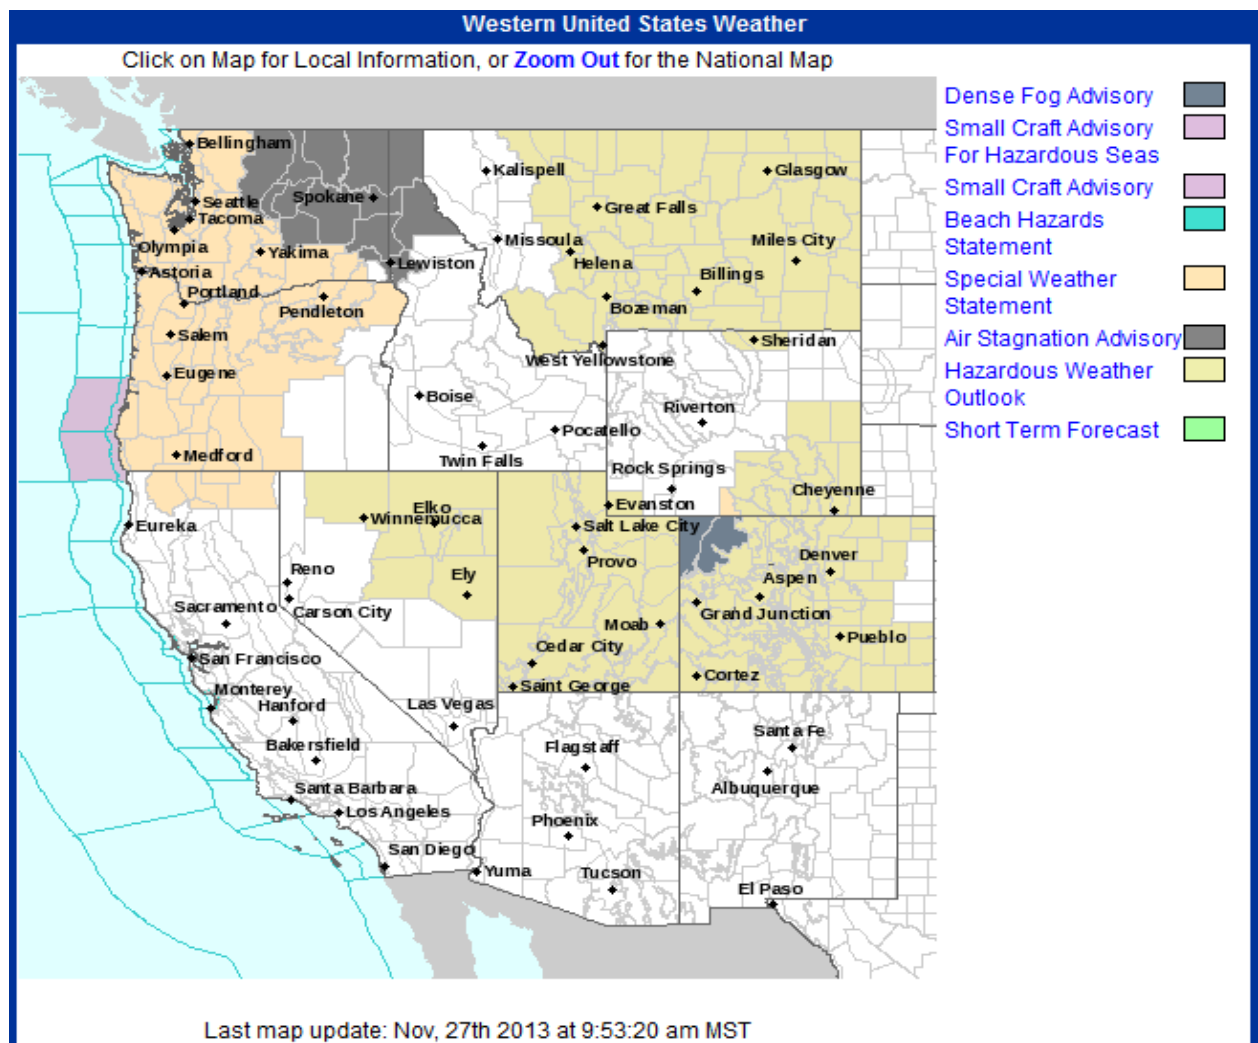 Western United States Weather
Click on Map for Local Information, or Zoom Out for the National Map
Dense Fog Advisory
Small Craft Advisory
For Hazardous Seas
Small Craft Advisory
Beach Hazards
Statement
Special Weather
Statement
Air Stagnation Advisory
Hazardous Weather
Outlook
Short Term Forecast
Bellingham
Kalispell
Glasgow
Spokane
Seattle
Great Falls
Tacoma
Olympia
Yakima
Missoula
Miles City
Helena
Lewiston
Astoria
Billings
Portland
Pendleton
Bozeman
Salem
Sheridan
West Yellowstone
Eugene
Boise
Riverton
Pocatello
Medford
Twin Falls
Rock Springs
Cheyenne
Evanston
Elko
Winnemucca
Eureka
Salt Lake City
Denver
Provo
Reno
Ely
Aspen
Sacramento
Carson City
Grand Junction
Moab
Pueblo
Cedar City
San Francisco
Cortez
Saint George
Monterey
Hanford
Las Vegas
Santa Fe
Bakersfield
Flagstaff
Albuquerque
Santa Barbara
Los Angeles
Phoenix
San Diego
Yuma
Tucson
El Paso
Last map update: Nov, 27th 2013 at 9:53:20 am MST